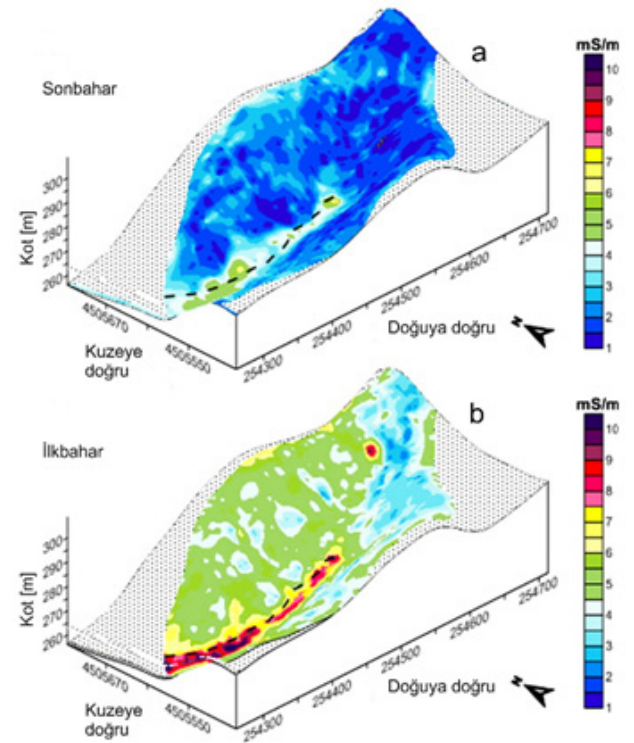 a
mS/m
Sonbahar
10
9
8
7
6
5
4
3
2
1
Kot [m]
300
290
280
270
260
4505670
4505550
Kuzeye
doğru
254300
254400
254500
254600
254700
Doğuya doğru
N
b
mS/m
İlkbahar
10
9
8
7
6
5
4
3
2
1
Kot [m]
300
290
280
270
260
4505670
4505550
Kuzeye
doğru
254300
254400
254500
254600
254700
Doğuya doğru
N